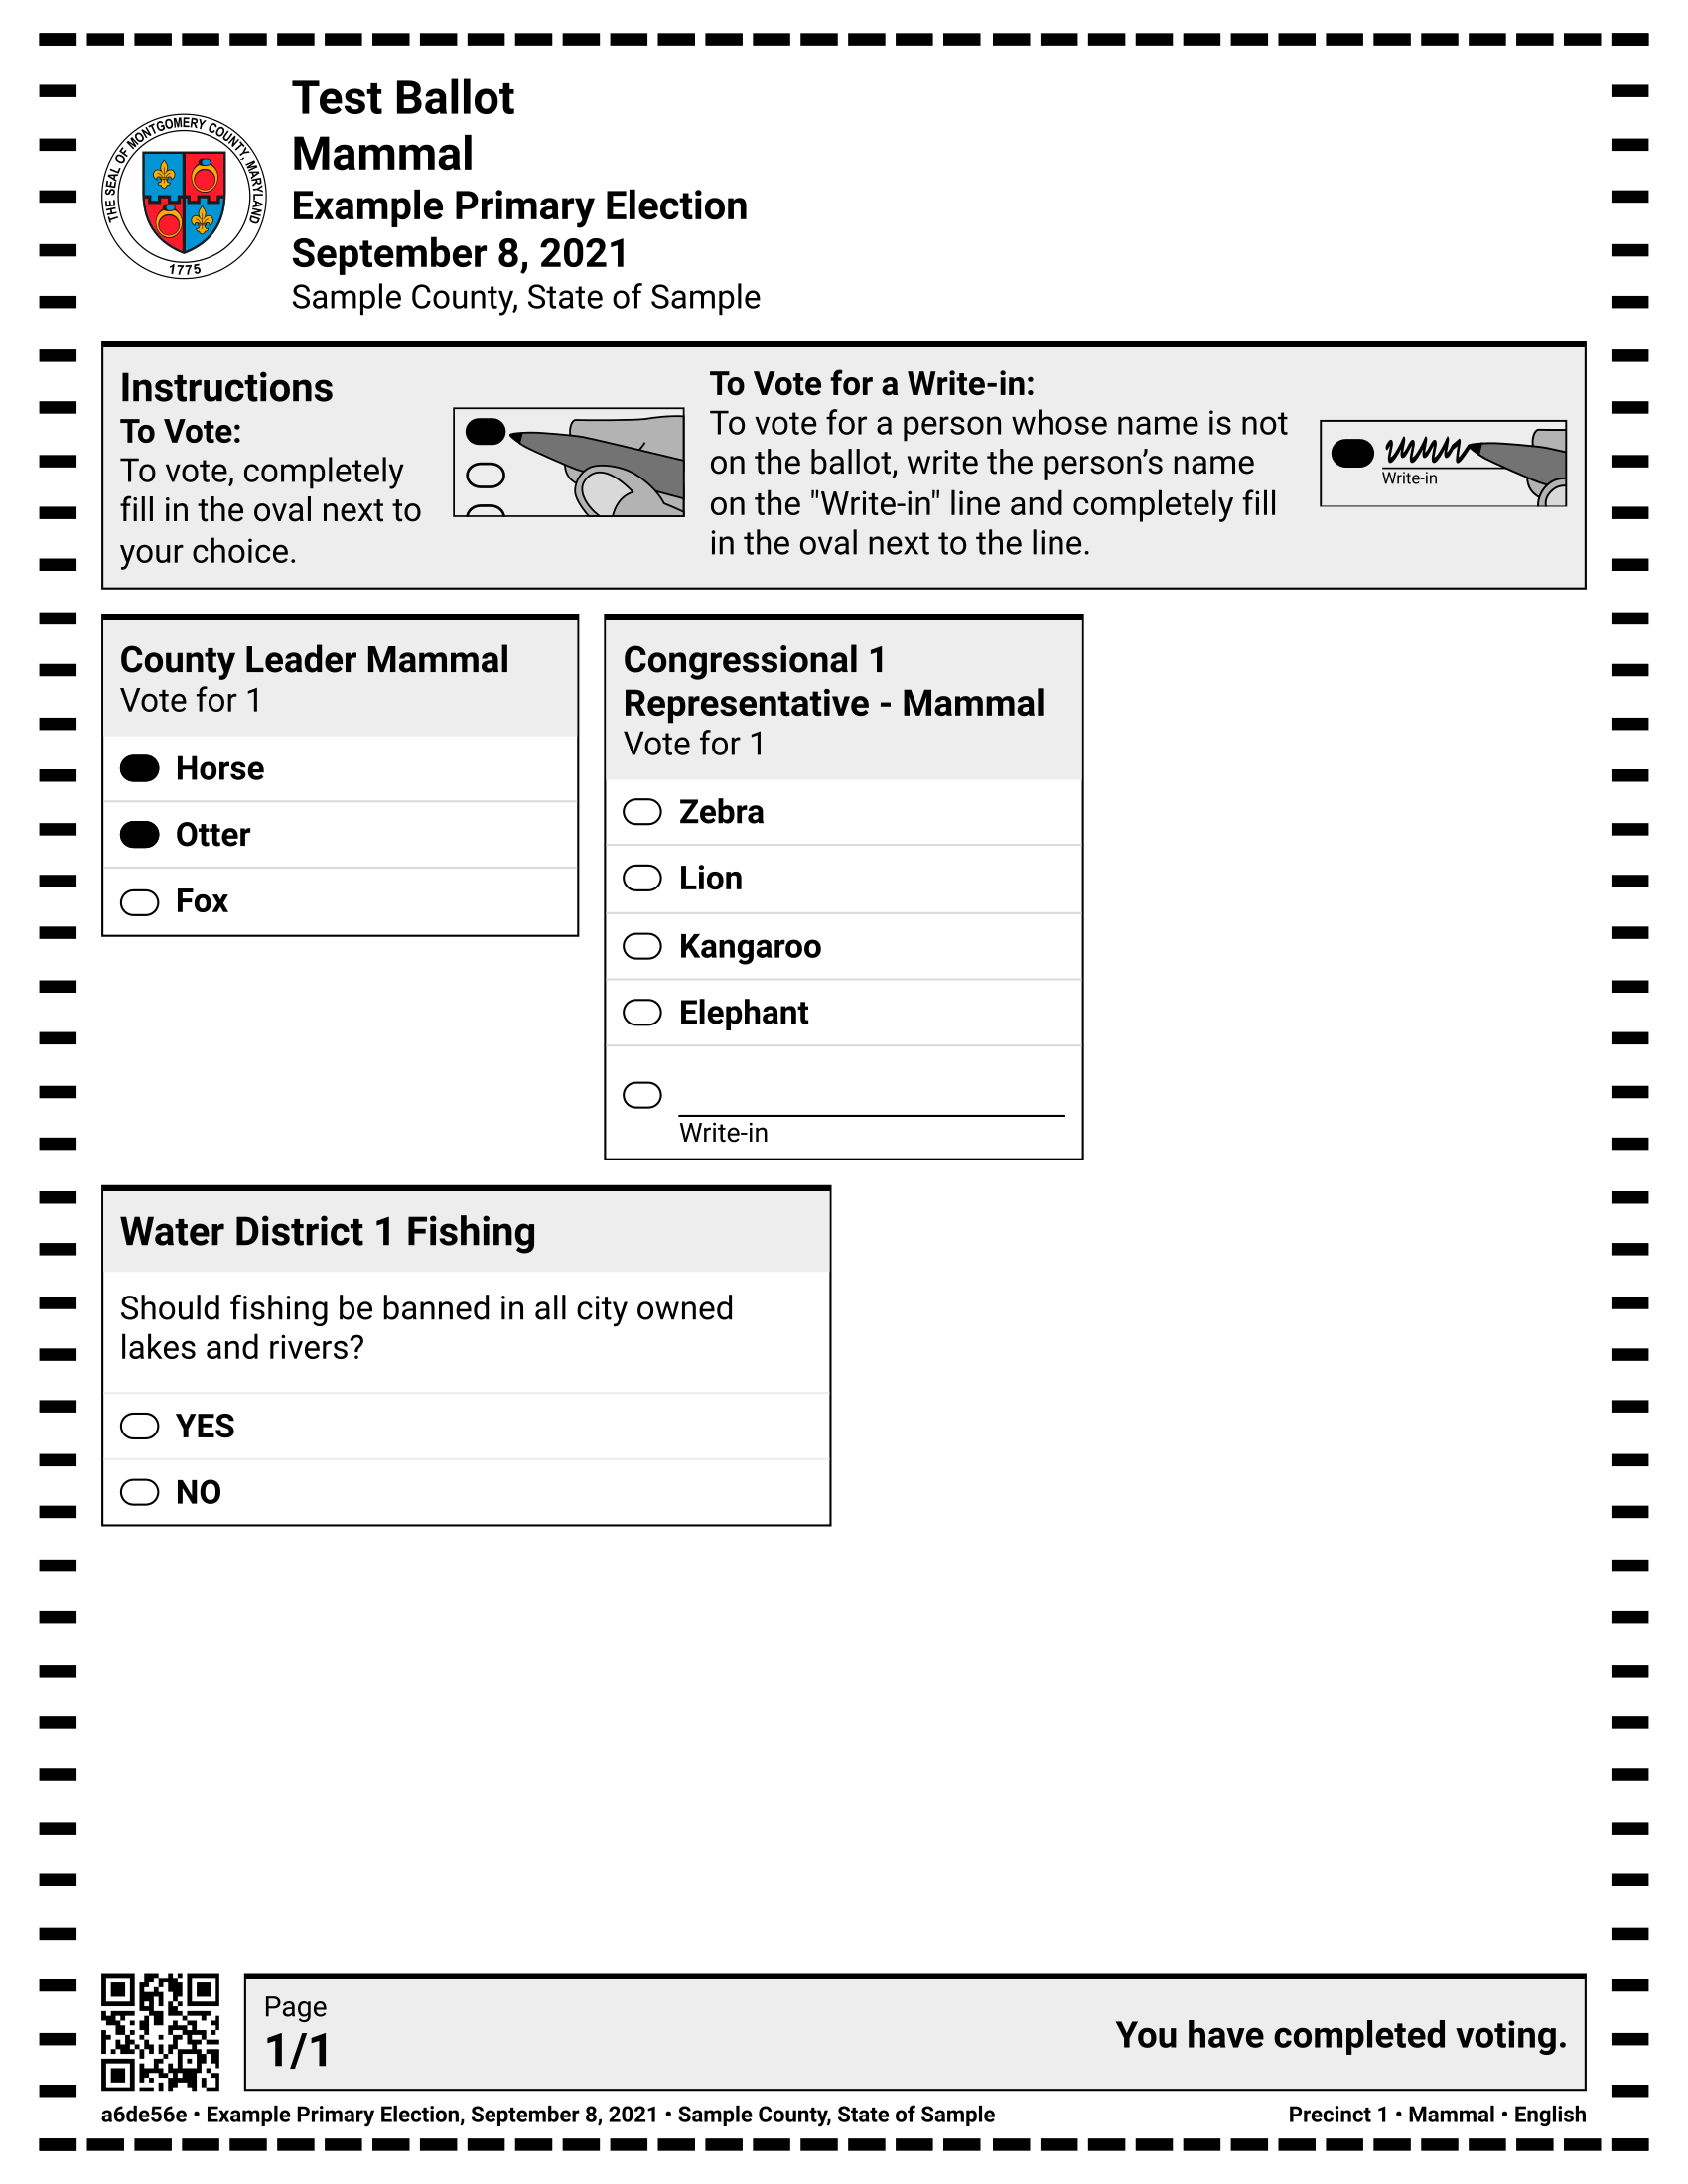 THE SEAL OF MONTGOMERY COUNTY, MARYLAND
1775
Test Ballot
Mammal
Example Primary Election
September 8, 2021
Sample County, State of Sample
Instructions
To Vote:
To vote, completely
fill in the oval next to
your choice.
To Vote for a Write-in:
To vote for a person whose name is not
on the ballot, write the person’s name
on the "Write-in" line and completely fill
in the oval next to the line.
Write-in
County Leader Mammal
Vote for 1
Horse
Otter
Fox
Congressional 1
Representative - Mammal
Vote for 1
Zebra
Lion
Kangaroo
Elephant
Write-in
Water District 1 Fishing
Should fishing be banned in all city owned
lakes and rivers?
YES
NO
Page
1/1
You have completed voting.
a6de56e • Example Primary Election, September 8, 2021 • Sample County, State of Sample
Precinct 1 • Mammal • English